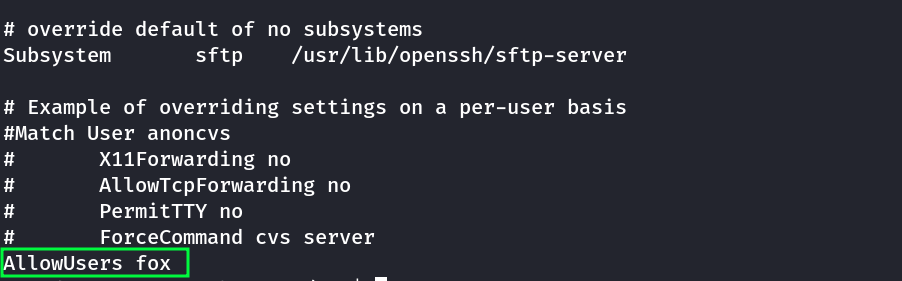 # override default of no subsystems
Subsystem       sftp    /usr/lib/openssh/sftp-server
# Example of overriding settings on a per-user basis
#Match User anoncvs
#       X11Forwarding no
#       AllowTcpForwarding no
#       PermitTTY no
#       ForceCommand cvs server
AllowUsers fox